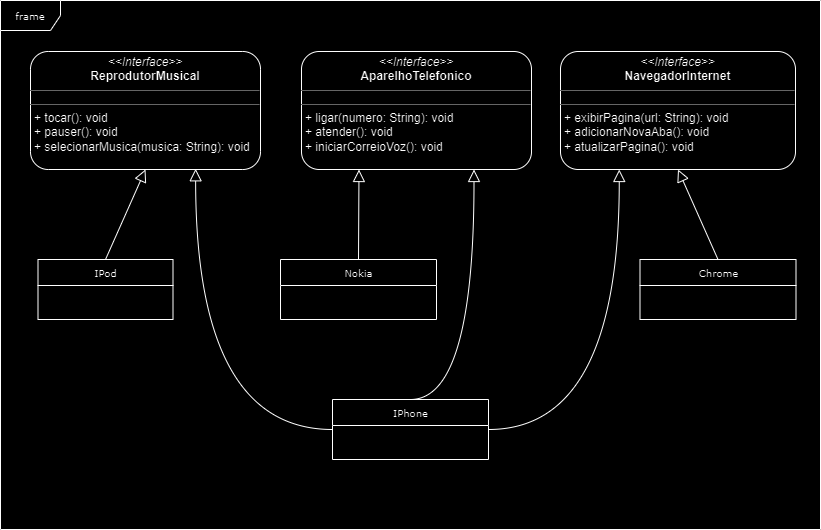 frame
<<Interface>>
ReprodutorMusical
+ tocar(): void
+ pauser(): void
+ selecionarMusica(musica: String): void
<<Interface>>
AparelhoTelefonico
+ ligar(numero: String): void
+ atender(): void
+ iniciarCorreioVoz(): void
<<Interface>>
NavegadorInternet
+ exibirPagina(url: String): void
+ adicionarNovaAba(): void
+ atualizarPagina(): void
IPod
Nokia
Chrome
IPhone